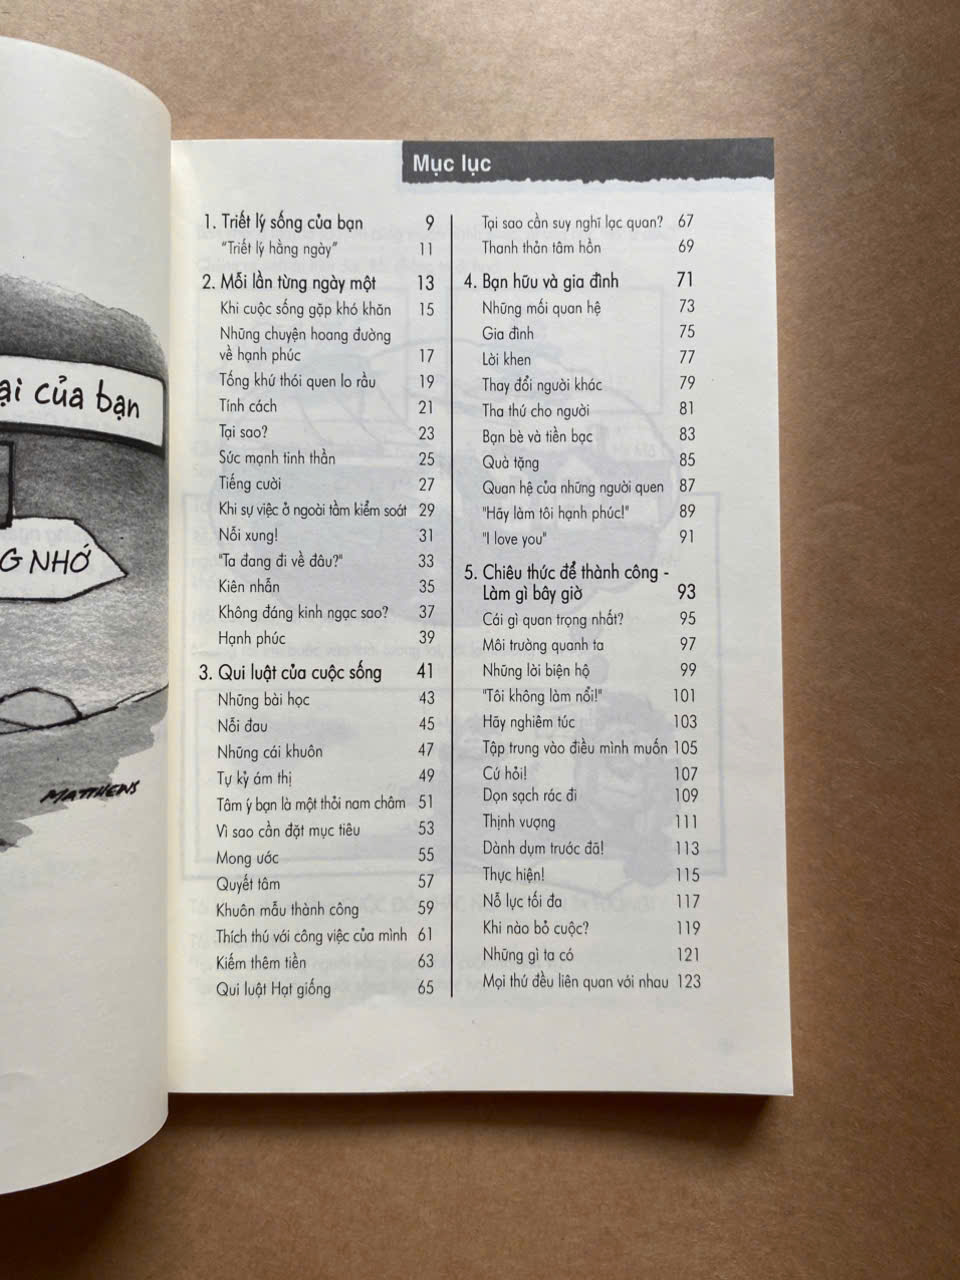 ại của bạn
G NHỚ
MATTHEWS
Mục lục
1. Triết lý sống của bạn 9
"Triết lý hằng ngày" 11
2. Mỗi lần từng ngày một 13
Khi cuộc sống gặp khó khăn 15
Những chuyện hoang đường
về hạnh phúc 17
Tống khứ thói quen lo rầu 19
Tính cách 21
Tại sao? 23
Sức mạnh tinh thần 25
Tiếng cười 27
Khi sự việc ở ngoài tầm kiểm soát 29
Nỗi xung! 31
"Ta đang đi về đâu?" 33
Kiên nhẫn 35
Không đáng kinh ngạc sao? 37
Hạnh phúc 39
3. Qui luật của cuộc sống 41
Những bài học 43
Nỗi đau 45
Những cái khuôn 47
Tự kỷ ám thị 49
Tâm ý bạn là một thỏi nam châm 51
Vì sao cần đặt mục tiêu 53
Mong ước 55
Quyết tâm 57
Khuôn mẫu thành công 59
Thích thú với công việc của mình 61
Kiếm thêm tiền 63
Qui luật Hạt giống 65
Tại sao cần suy nghĩ lạc quan? 67
Thanh thản tâm hồn 69
4. Bạn hữu và gia đình 71
Những mối quan hệ 73
Gia đình 75
Lời khen 77
Thay đổi người khác 79
Tha thứ cho người 81
Bạn bè và tiền bạc 83
Quà tặng 85
Quan hệ của những người quen 87
"Hãy làm tôi hạnh phúc!" 89
"I love you" 91
5. Chiêu thức để thành công -
Làm gì bây giờ 93
Cái gì quan trọng nhất? 95
Môi trường quanh ta 97
Những lời biện hộ 99
"Tôi không làm nổi!" 101
Hãy nghiêm túc 103
Tập trung vào điều mình muốn 105
Cứ hỏi! 107
Dọn sạch rác đi 109
Thịnh vượng 111
Dành dụm trước đã! 113
Thực hiện! 115
Nỗ lực tối đa 117
Khi nào bỏ cuộc? 119
Những gì ta có 121
Mọi thứ đều liên quan với nhau 123